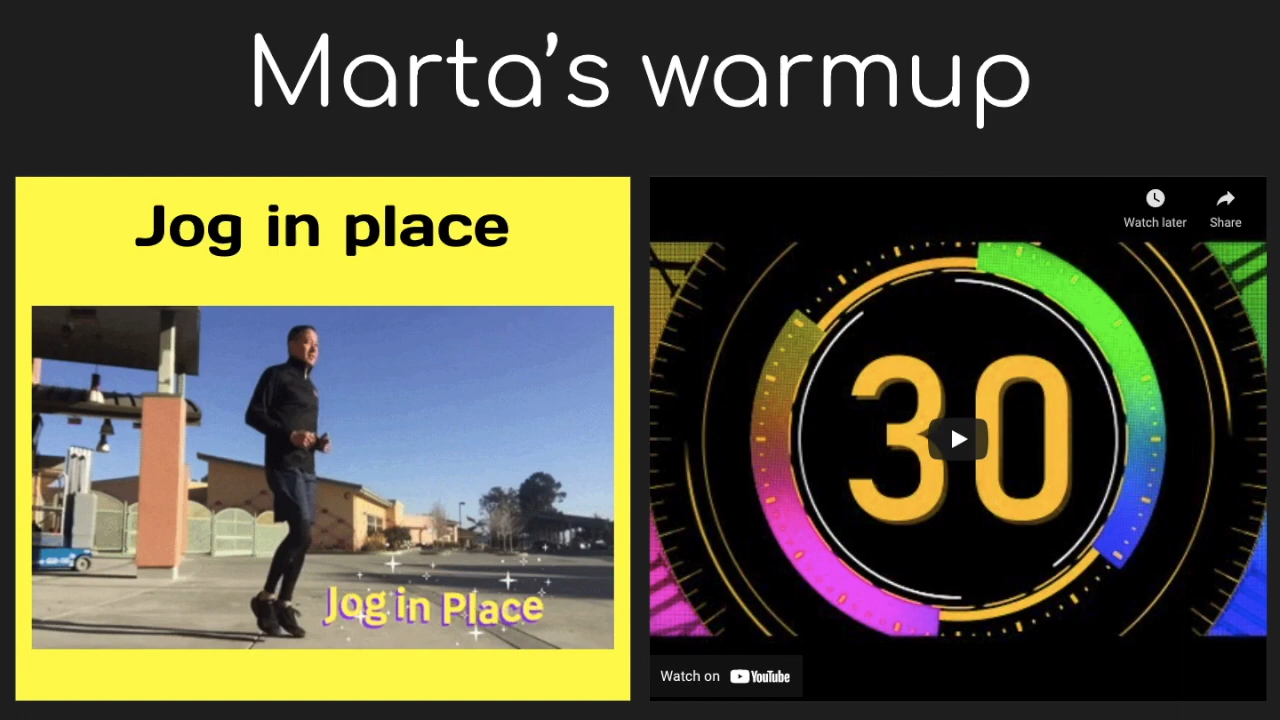 Marta’s warmup
Jog in place
Jog in Place
Watch later
Share
30
Watch on YouTube